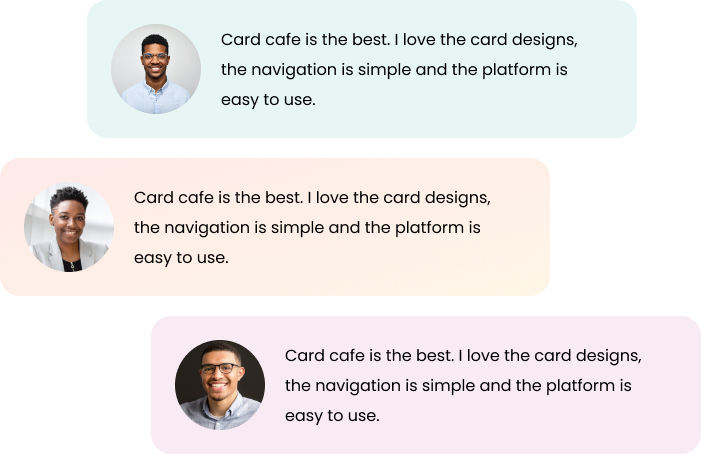 Card cafe is the best. I love the card designs,
the navigation is simple and the platform is
easy to use.
Card cafe is the best. I love the card designs,
the navigation is simple and the platform is
easy to use.
Card cafe is the best. I love the card designs,
the navigation is simple and the platform is
easy to use.